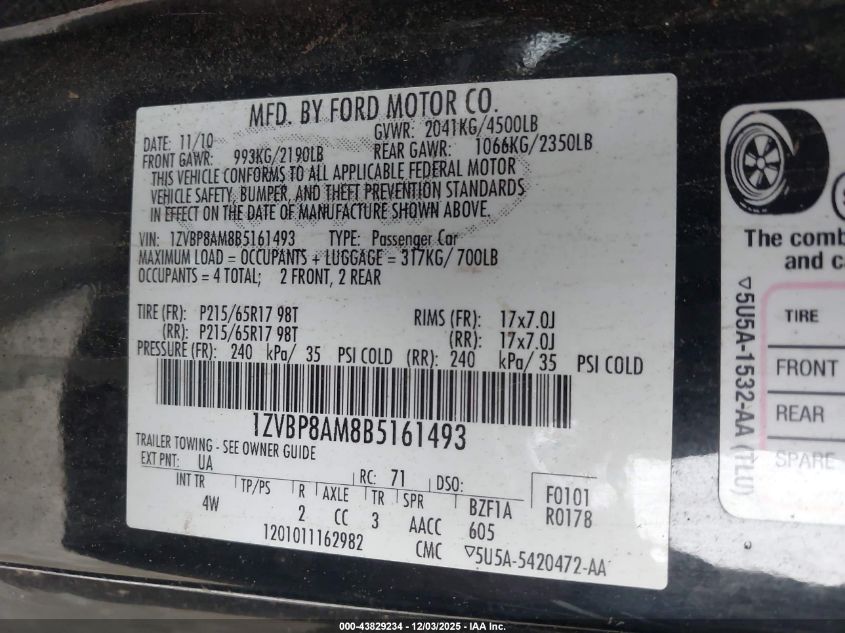 MFD. BY FORD MOTOR CO.
DATE: 11/10 GVWR: 2041KG/4500LB
FRONT GAWR: 993KG/2190LB REAR GAWR: 1066KG/2350LB
THIS VEHICLE CONFORMS TO ALL APPLICABLE FEDERAL MOTOR
VEHICLE SAFETY, BUMPER, AND THEFT PREVENTION STANDARDS
IN EFFECT ON THE DATE OF MANUFACTURE SHOWN ABOVE.
VIN: 1ZVBP8AM8B5161493 TYPE: Passenger Car
MAXIMUM LOAD = OCCUPANTS + LUGGAGE = 317KG/ 700LB
OCCUPANTS = 4 TOTAL; 2 FRONT, 2 REAR
TIRE (FR): P215/65R17 98T RIMS (FR): 17x7.0J
(RR): P215/65R17 98T (RR): 17x7.0J
PRESSURE (FR): 240 kPa/ 35 PSI COLD (RR): 240 kPa/ 35 PSI COLD
1ZVBP8AM8B5161493
TRAILER TOWING - SEE OWNER GUIDE
EXT PNT: UA RC: 71 DSO:
INT TR TP/PS R AXLE TR SPR BZF1A F0101
4W 2 CC 3 AACC 605 R0178
1201011162982 CMC ▽5U5A-5420472-AA
The comb
and ca
TIRE
FRONT
REAR
SPARE
▽5U5A-1532-AA (TLU)
000-43829234 - 12/03/2025 - IAA Inc.